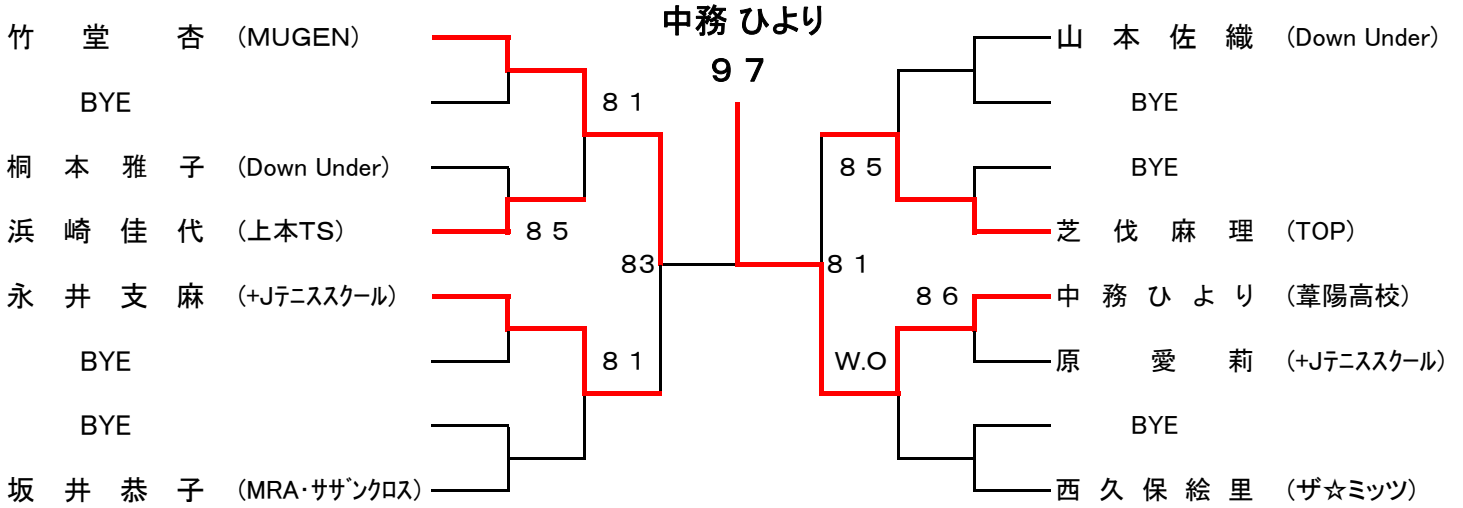 中務 ひより
９７
竹 堂 杏 (MUGEN)
BYE
８１
桐 本 雅 子 (Down Under)
浜 崎 佳 代 (上本TS)
８５
83
永 井 支 麻 (+Jﾃﾆｽｽｸｰﾙ)
BYE
８１
BYE
坂 井 恭 子 (MRA･ｻｻﾞﾝｸﾛｽ)
山 本 佐 織 (Down Under)
BYE
８５
BYE
芝 伐 麻 理 (TOP)
８１
８６
中 務 ひ よ り (葦陽高校)
W.O
原 愛 莉 (+Jﾃﾆｽｽｸｰﾙ)
BYE
西 久 保 絵 里 (ザ☆ミッツ)